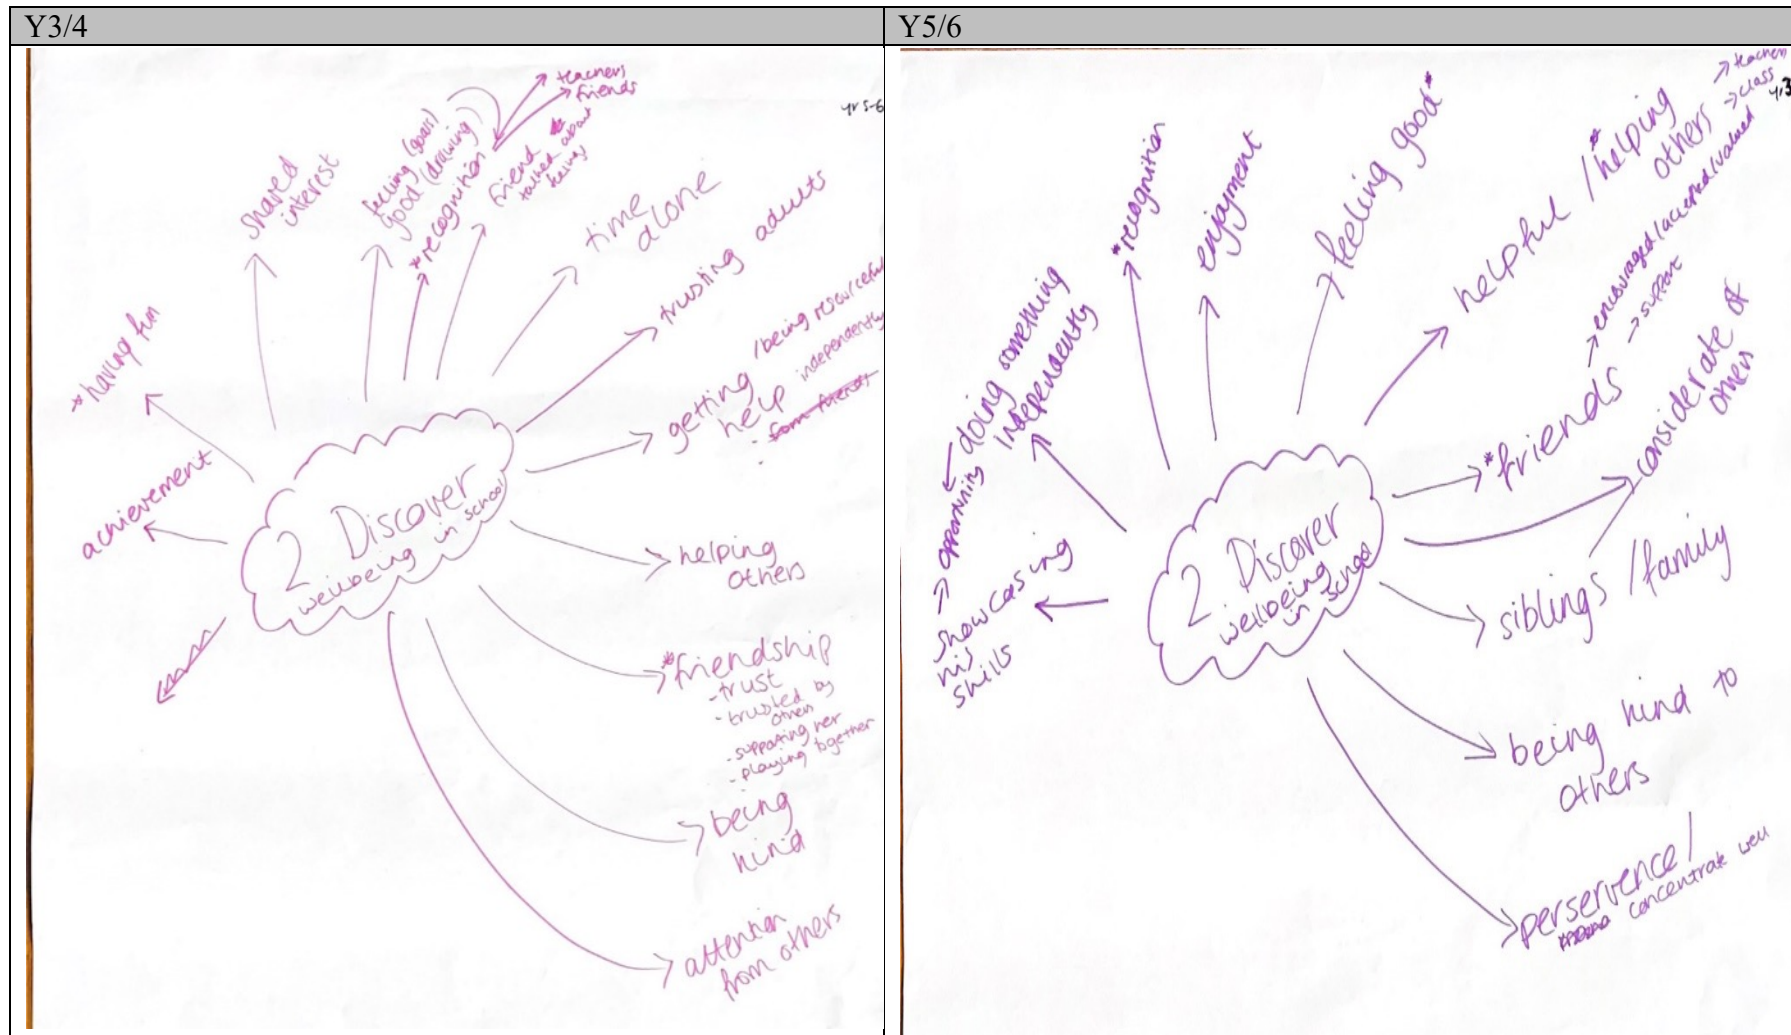 Y3/4
yr 5-6
* having fun
achievement
shared
interest
feeling (goal)
good (drawing)
* recognition
teachers
friends
friend
talked about
time
alone
trusting adults
getting /being resourceful
help independently
- from friends
helping
others
* friendship
- trust
- trusted by
others
- supporting her
- playing together
being
kind
attention
from others
2 Discover
wellbeing in school
Y5/6
yr3
doing something
independently
opportunity
showcasing
his
skills
* recognition
enjoyment
feeling good *
helpful / * helping
others
→ teachers
→ class
* friends
→ encouraged/accepted/valued
→ support
considerate of
others
siblings / family
being kind to
others
perservence /
concentrate well
2 Discover
wellbeing
in school